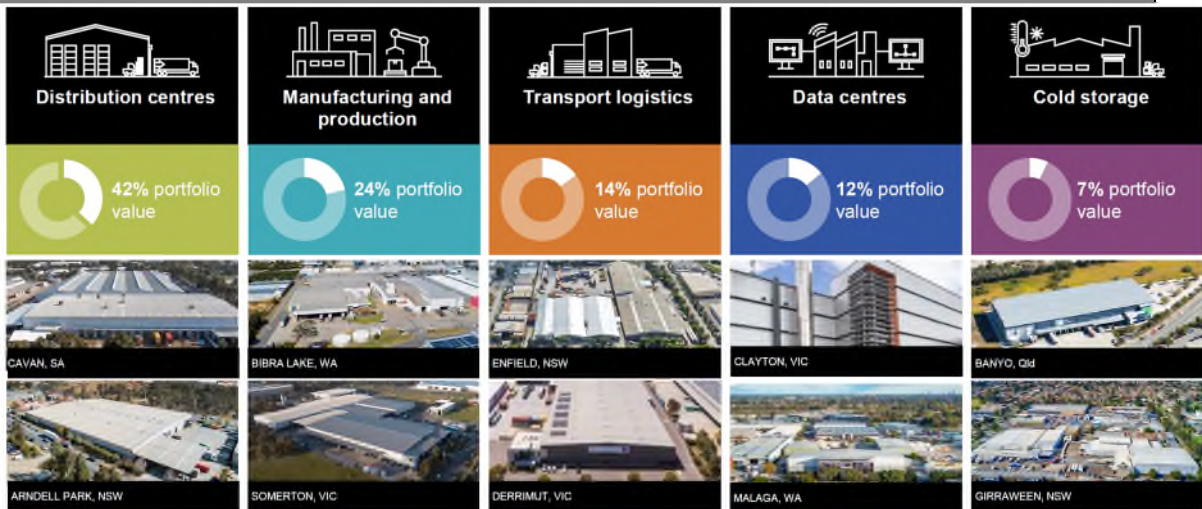 Distribution centres
Manufacturing and
production
Transport logistics
Data centres
Cold storage
42% portfolio
value
24% portfolio
value
14% portfolio
value
12% portfolio
value
7% portfolio
value
CAVAN, SA
BIBRA LAKE, WA
ENFIELD, NSW
CLAYTON, VIC
BANYO, Qld
ARNDELL PARK, NSW
SOMERTON, VIC
DERRIMUT, VIC
MALAGA, WA
GIRRAWEEN, NSW